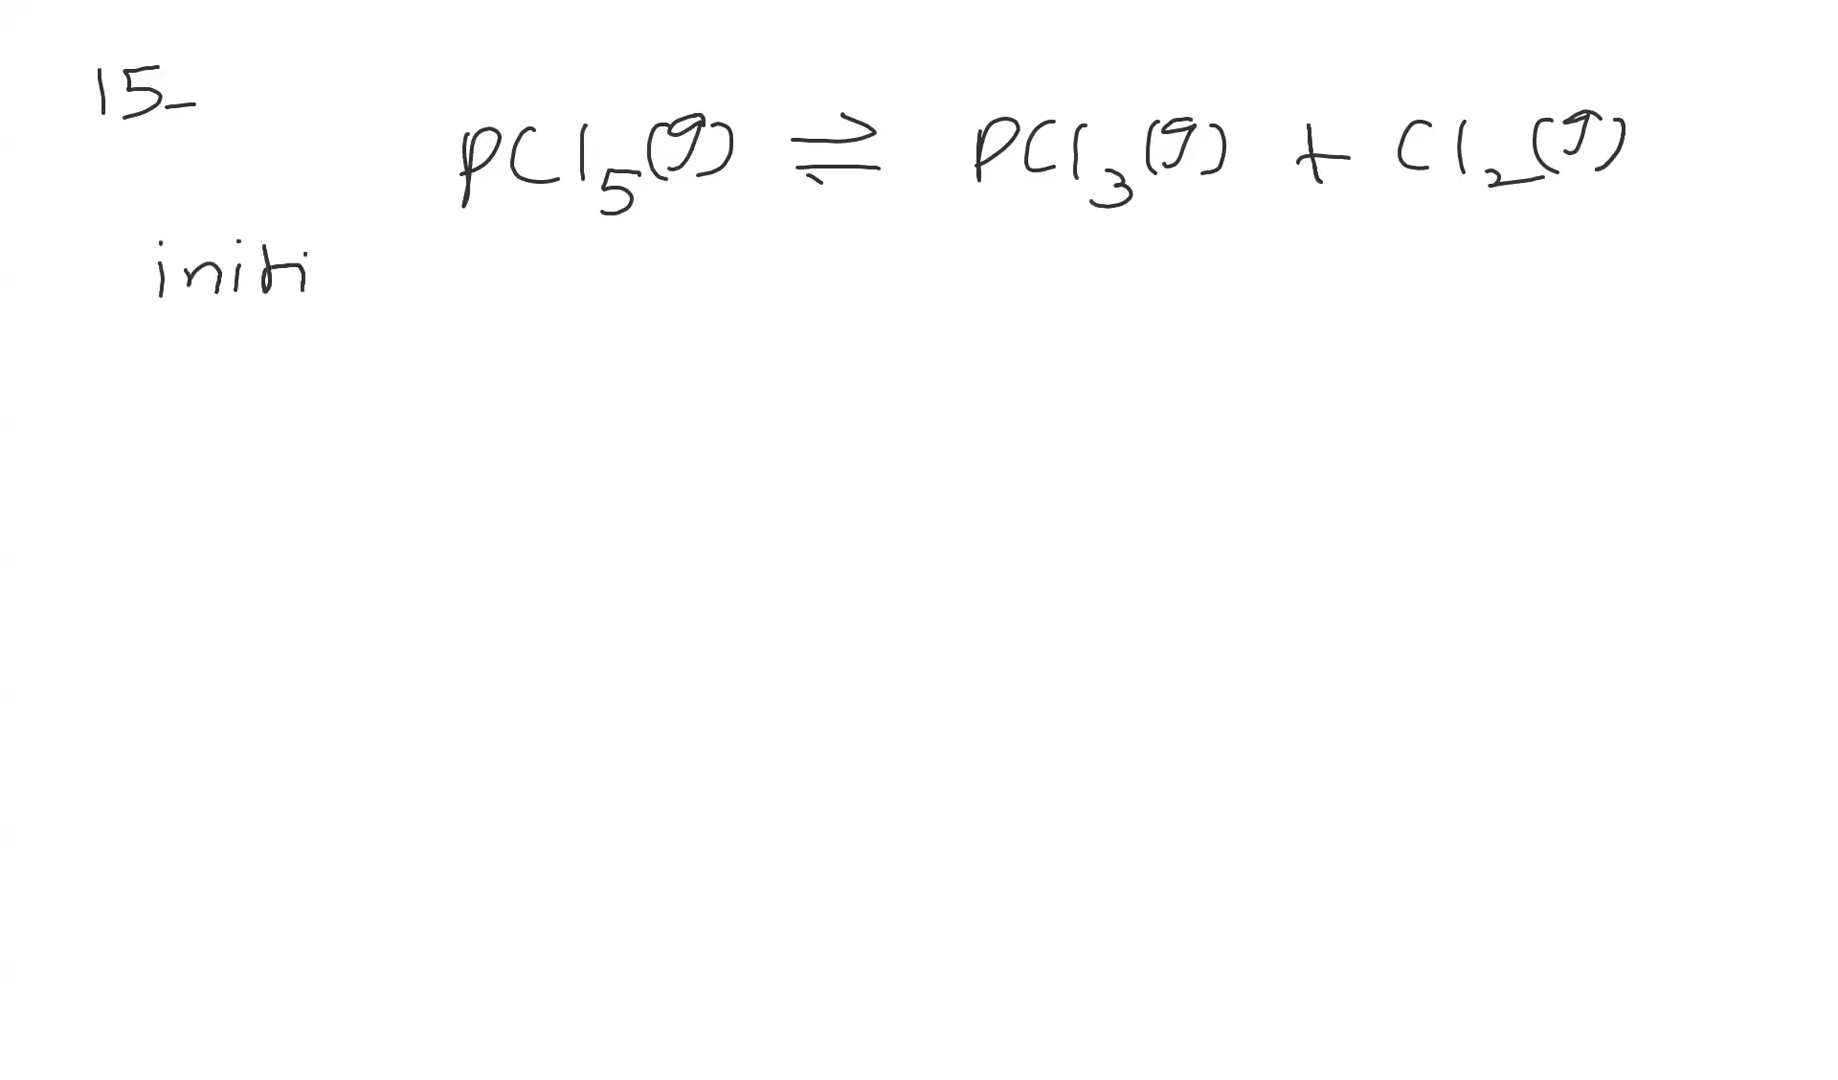 15-
PCl₅(g) ⇌ PCl₃(g) + Cl₂(g)
initi